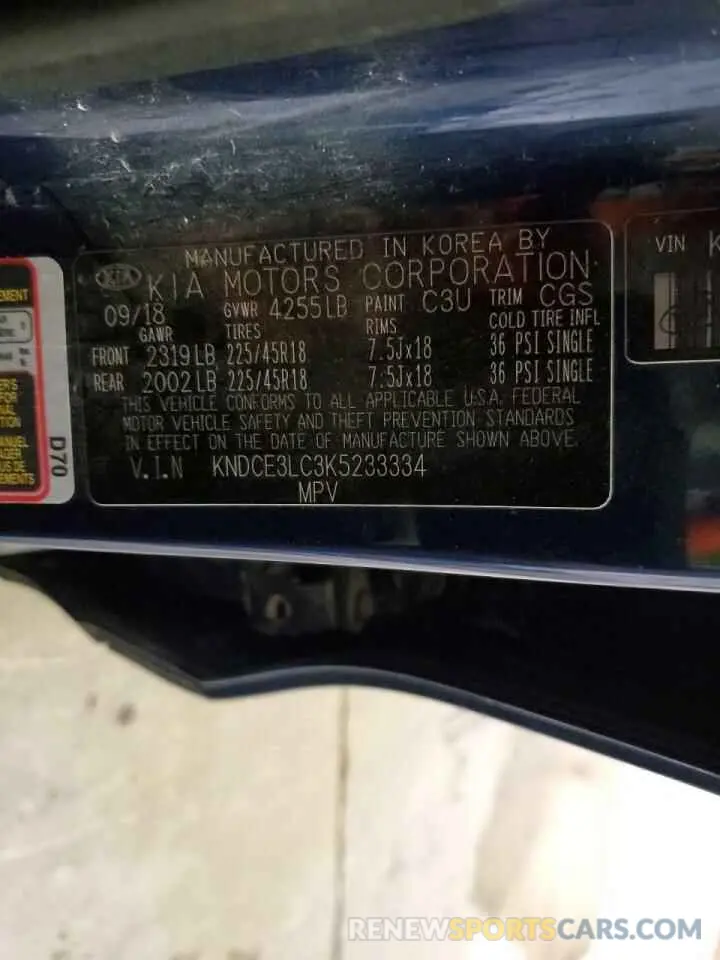 MANUFACTURED IN KOREA BY
KIA KIA MOTORS CORPORATION
09/18 GVWR 4255LB PAINT C3U TRIM CGS
GAWR TIRES RIMS COLD TIRE INFL
FRONT 2319LB 225/45R18 7.5Jx18 36 PSI SINGLE
REAR 2002LB 225/45R18 7.5Jx18 36 PSI SINGLE
THIS VEHICLE CONFORMS TO ALL APPLICABLE U.S.A. FEDERAL
MOTOR VEHICLE SAFETY AND THEFT PREVENTION STANDARDS
IN EFFECT ON THE DATE OF MANUFACTURE SHOWN ABOVE.
V.I.N KNDCE3LC3K5233334
MPV
VIN K
D70
RENEWSPORTSCARS.COM